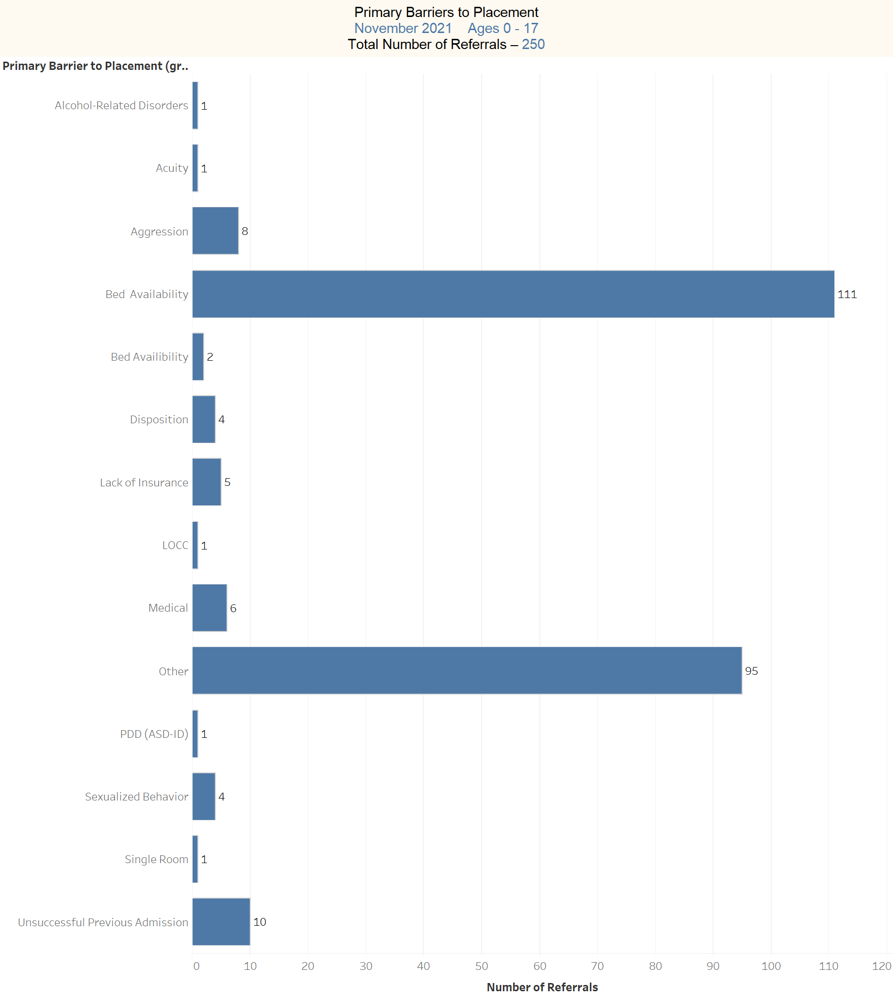 Primary Barriers to Placement
November 2021 Ages 0 - 17
Total Number of Referrals – 250
Primary Barrier to Placement (gr..
Alcohol-Related Disorders 1
Acuity 1
Aggression 8
Bed  Availability 111
Bed Availibility 2
Disposition 4
Lack of Insurance 5
LOCC 1
Medical 6
Other 95
PDD (ASD-ID) 1
Sexualized Behavior 4
Single Room 1
Unsuccessful Previous Admission 10
0 10 20 30 40 50 60 70 80 90 100 110 120
Number of Referrals